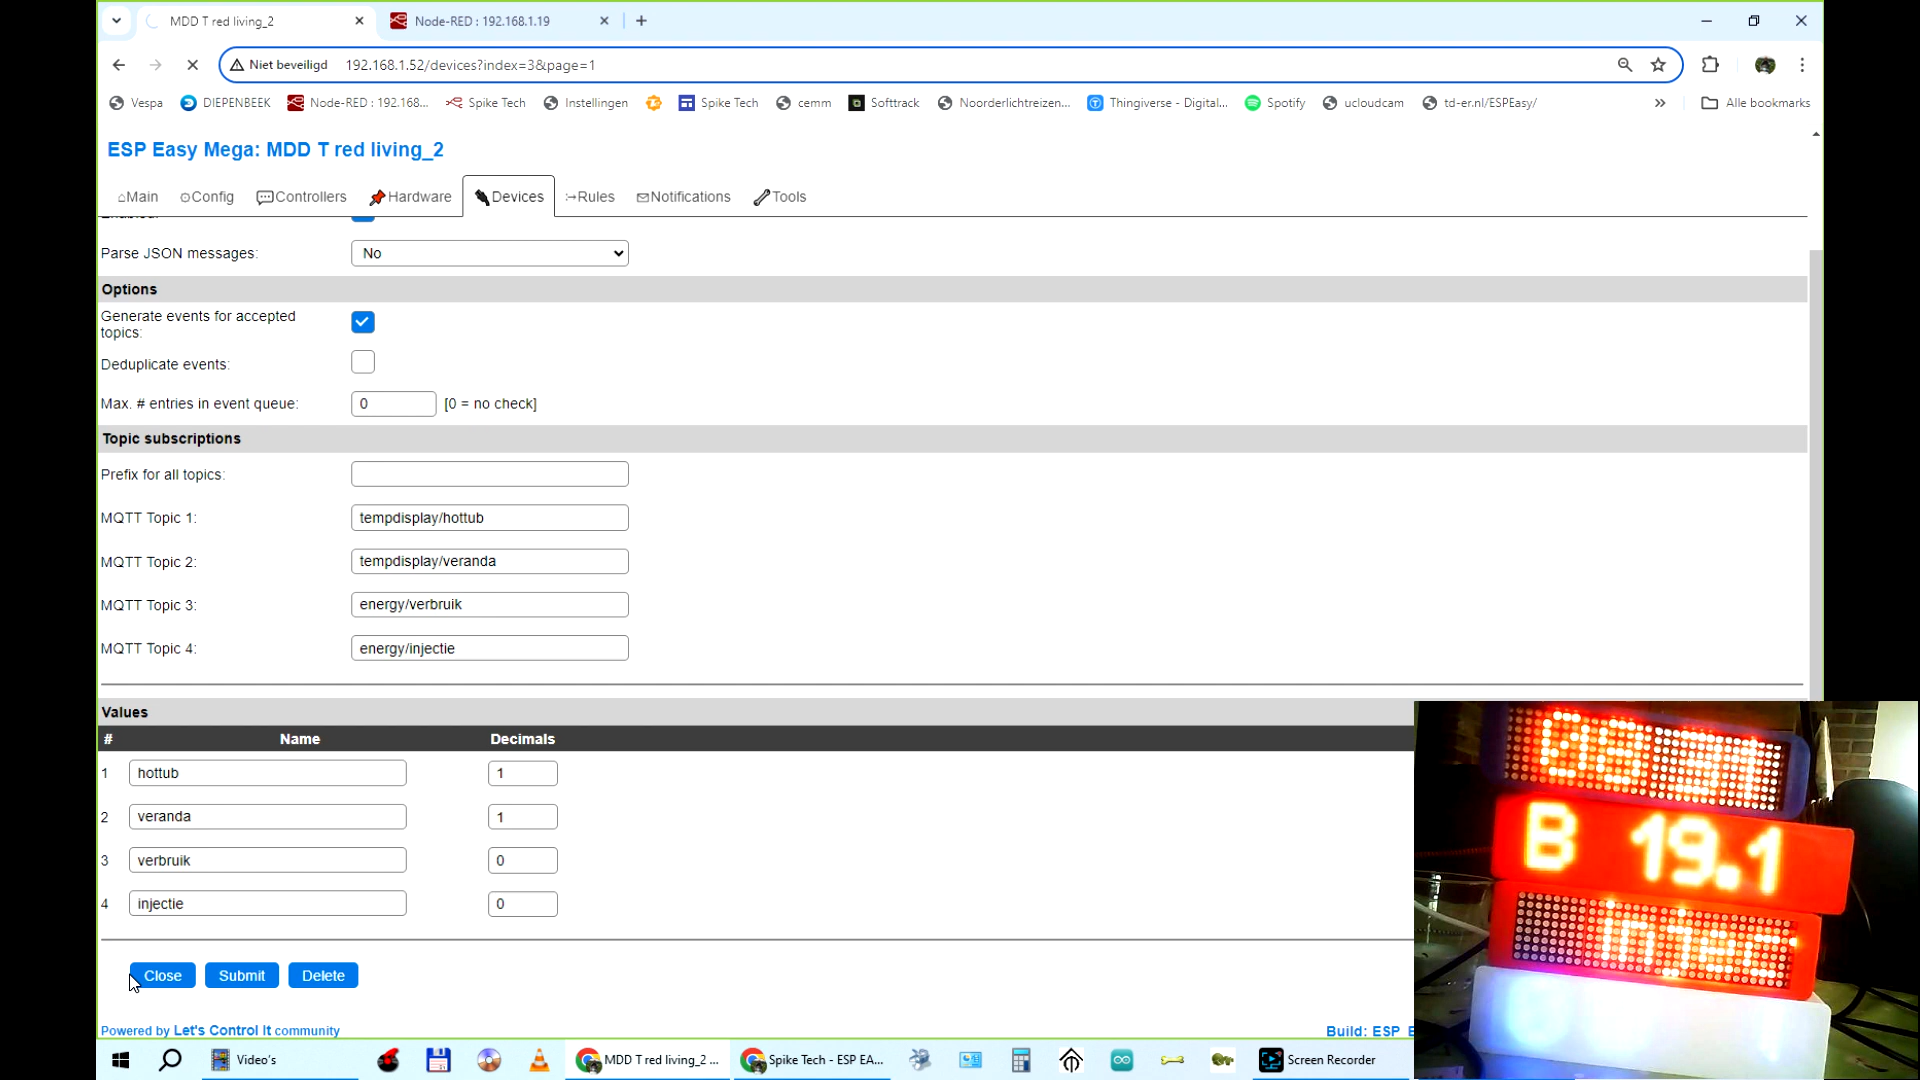 MDD T red living_2
Node-RED : 192.168.1.19
Niet beveiligd
192.168.1.52/devices?index=3&page=1
Vespa
DIEPENBEEK
Node-RED : 192.168...
Spike Tech
Instellingen
Spike Tech
cemm
Softtrack
Noorderlichtreizen...
Thingiverse - Digital...
Spotify
ucloudcam
td-er.nl/ESPEasy/
Alle bookmarks
ESP Easy Mega: MDD T red living_2
Main
Config
Controllers
Hardware
Devices
Rules
Notifications
Tools
Enabled:
Parse JSON messages:
No
Options
Generate events for accepted
topics:
Deduplicate events:
Max. # entries in event queue:
0
[0 = no check]
Topic subscriptions
Prefix for all topics:
MQTT Topic 1:
tempdisplay/hottub
MQTT Topic 2:
tempdisplay/veranda
MQTT Topic 3:
energy/verbruik
MQTT Topic 4:
energy/injectie
Values
# Name Decimals
1 hottub 1
2 veranda 1
3 verbruik 0
4 injectie 0
Close
Submit
Delete
Powered by Let's Control It community
Build: ESP
B 19.1
Injec
Video's
MDD T red living_2 ...
Spike Tech - ESP EA...
Screen Recorder